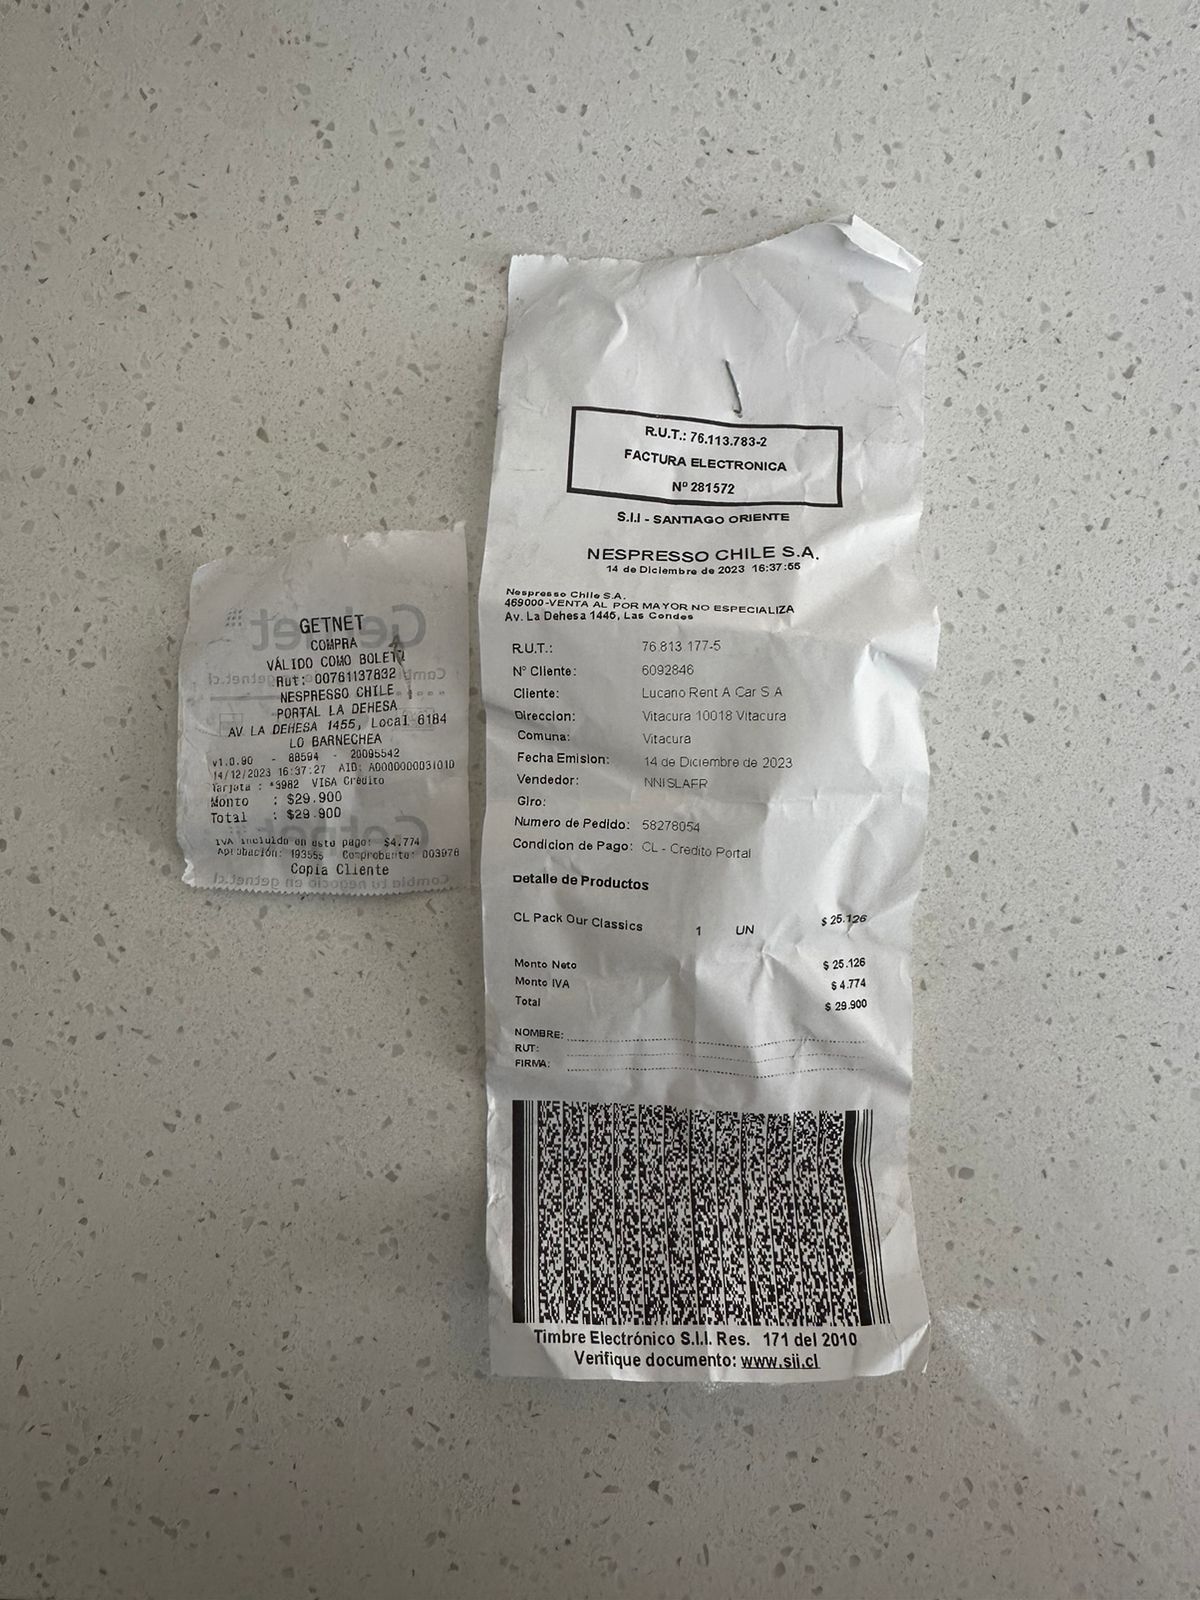 GETNET
COMPRA
VÁLIDO COMO BOLETA
Rut: 00761137832
NESPRESSO CHILE
PORTAL LA DEHESA
AV LA DEHESA 1455, Local 6184
LO BARNECHEA
v1.0.90 - 88594 - 20095542
14/12/2023 16:37:27 AID: A0000000031010
Tarjeta : *3982 VISA Crédito
Monto : $29.900
Total : $29.900
IVA incluido en este pago: $4.774
Aprobación: 193555 Comprobante: 003976
Copia Cliente
R.U.T.: 76.113.783-2
FACTURA ELECTRONICA
Nº 281572
S.I.I - SANTIAGO ORIENTE
NESPRESSO CHILE S.A.
14 de Diciembre de 2023 16:37:55
Nespresso Chile S.A.
469000-VENTA AL POR MAYOR NO ESPECIALIZA
Av. La Dehesa 1445, Las Condes
R.U.T.: 76.813.177-5
Nº Cliente: 6092846
Cliente: Lucano Rent A Car S A
Direccion: Vitacura 10018 Vitacura
Comuna: Vitacura
Fecha Emision: 14 de Diciembre de 2023
Vendedor: NNISLAFR
Giro:
Numero de Pedido: 58278054
Condicion de Pago: CL - Credito Portal
Detalle de Productos
CL Pack Our Classics 1 UN $ 25.126
Monto Neto $ 25.126
Monto IVA $ 4.774
Total $ 29.900
NOMBRE:
RUT:
FIRMA:
Timbre Electrónico S.I.I. Res. 171 del 2010
Verifique documento: www.sii.cl